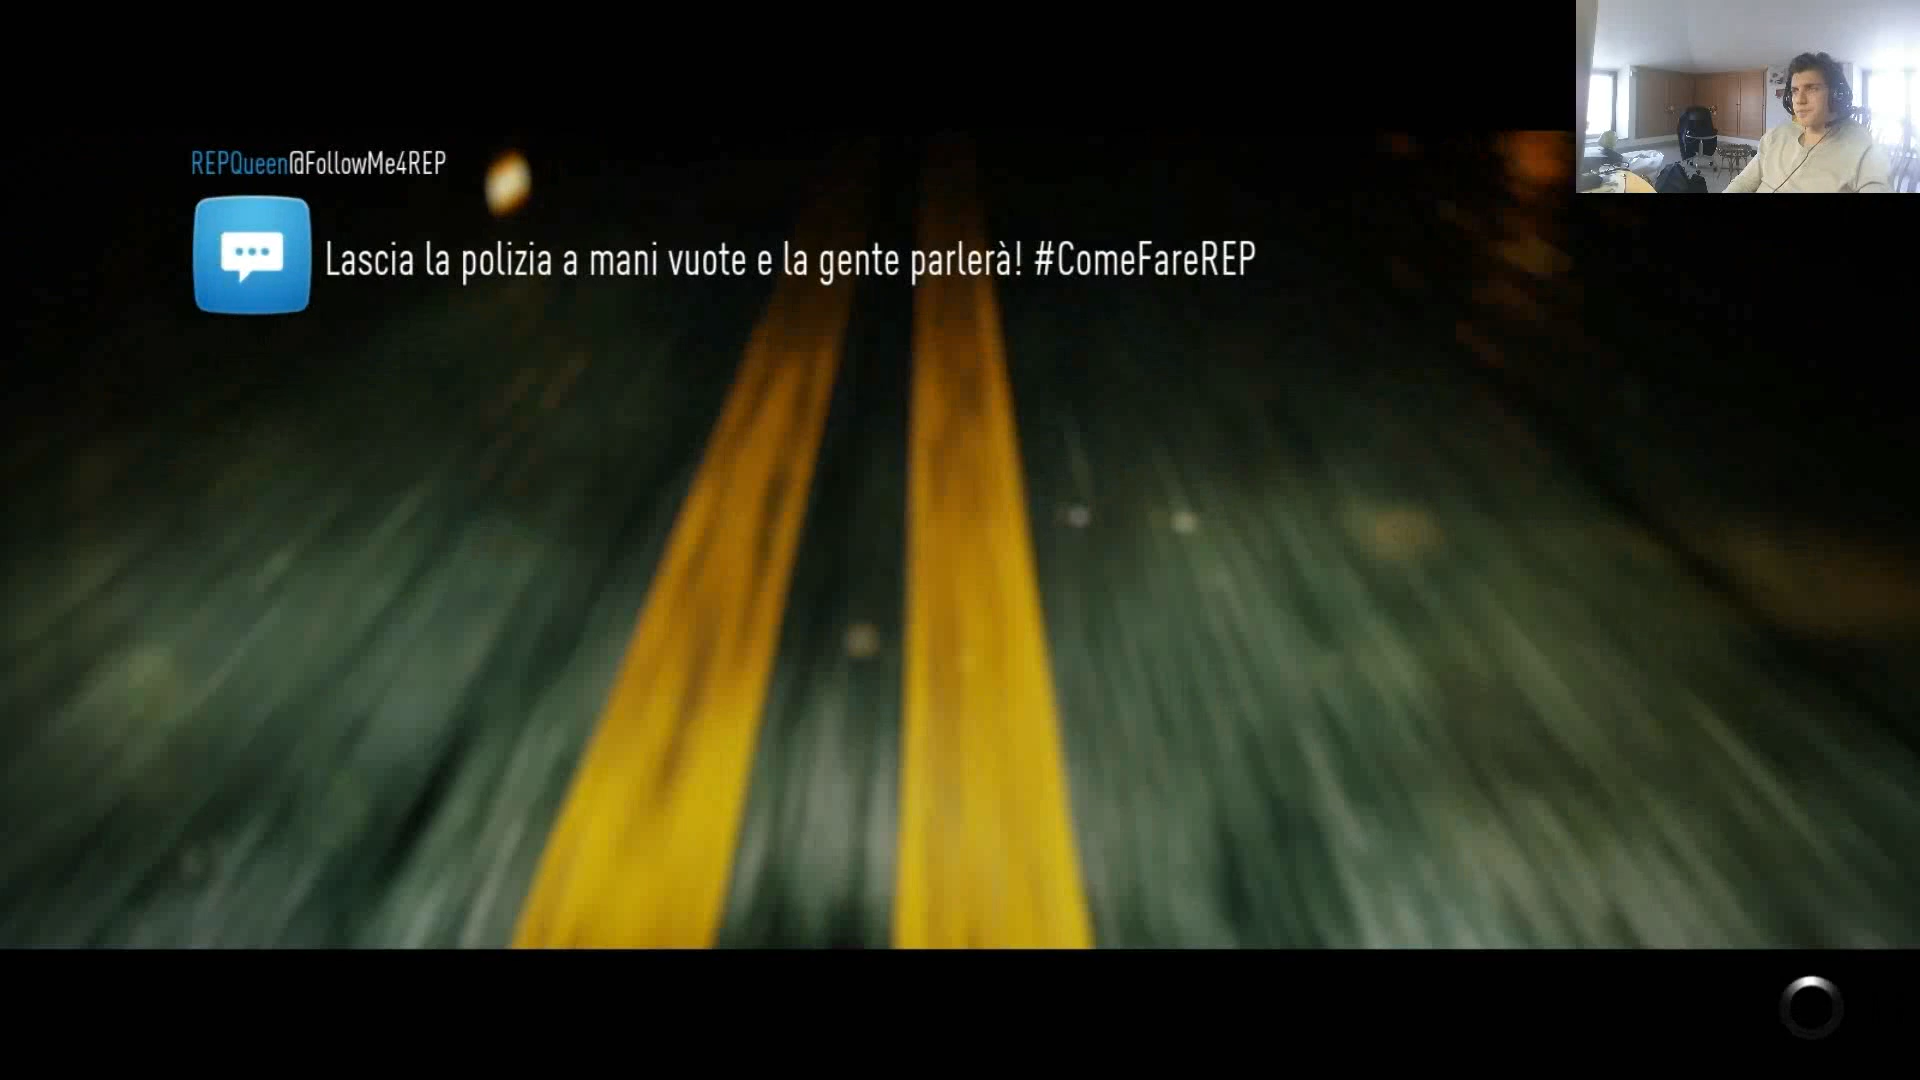 REPQueen@FollowMe4REP
Lascia la polizia a mani vuote e la gente parlerà! #ComeFareREP